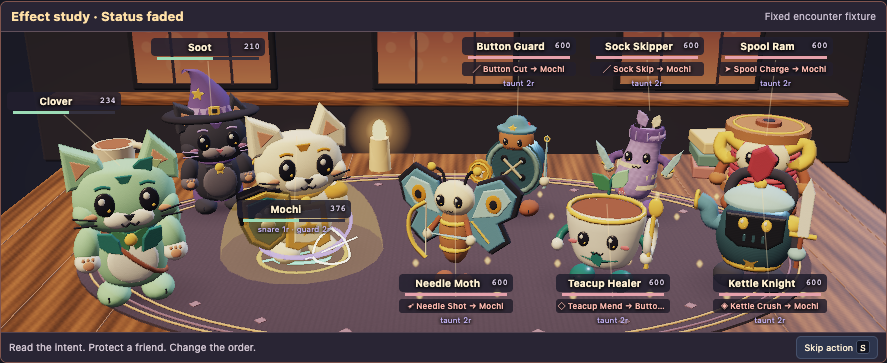 Effect study · Status faded
Fixed encounter fixture
Soot 210
Button Guard 600
Button Cut → Mochi
taunt 2r
Sock Skipper 600
Sock Skip → Mochi
taunt 2r
Spool Ram 600
Spool Charge → Mochi
taunt 2r
Clover 234
Mochi 376
snare 1r guard 2
Needle Moth 600
Needle Shot → Mochi
taunt 2r
Teacup Healer 600
Teacup Mend → Butto...
taunt 2r
Kettle Knight 600
Kettle Crush → Mochi
taunt 2r
Read the intent. Protect a friend. Change the order.
Skip action S